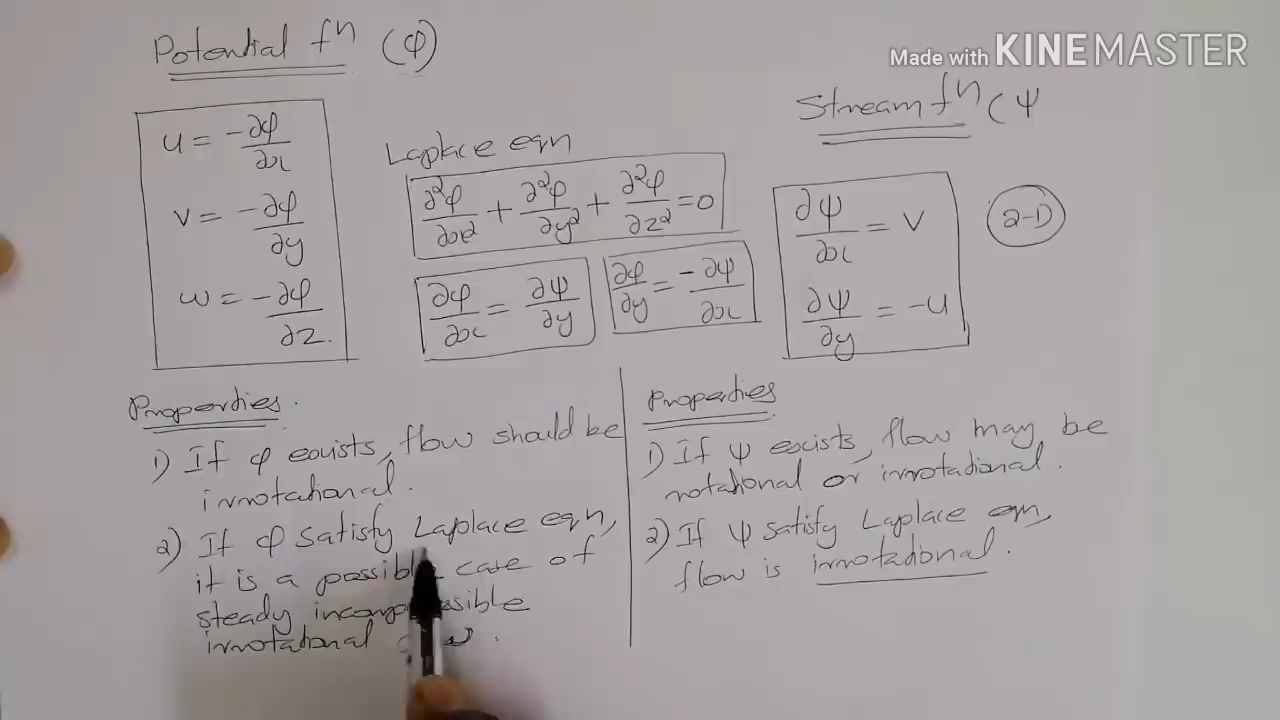 Potential fn (φ)
Made with KINEMASTER
Stream fn (ψ
u = -∂φ/∂x
v = -∂φ/∂y
w = -∂φ/∂z.
Laplace eqn
∂²φ/∂x² + ∂²φ/∂y² + ∂²φ/∂z² = 0
∂φ/∂x = ∂ψ/∂y
∂φ/∂y = -∂ψ/∂x
∂ψ/∂x = v
∂ψ/∂y = -u
2-D
Properties.
1) If φ exists, flow should be
irrotational.
2) If φ satisfy Laplace eqn,
it is a possible case of
steady incompressible
irrotational
Properties
1) If ψ exists, flow may be
rotational or irrotational.
2) If ψ satisfy Laplace eqn,
flow is irrotational.